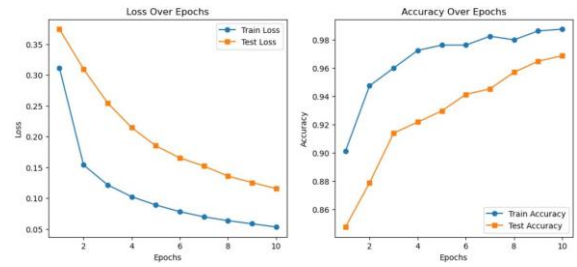 Loss Over Epochs
Train Loss
Test Loss
0.35
0.30
0.25
0.20
0.15
0.10
0.05
Loss
2
4
6
8
10
Epochs
Accuracy Over Epochs
0.98
0.96
0.94
0.92
0.90
0.88
0.86
Accuracy
Train Accuracy
Test Accuracy
2
4
6
8
10
Epochs